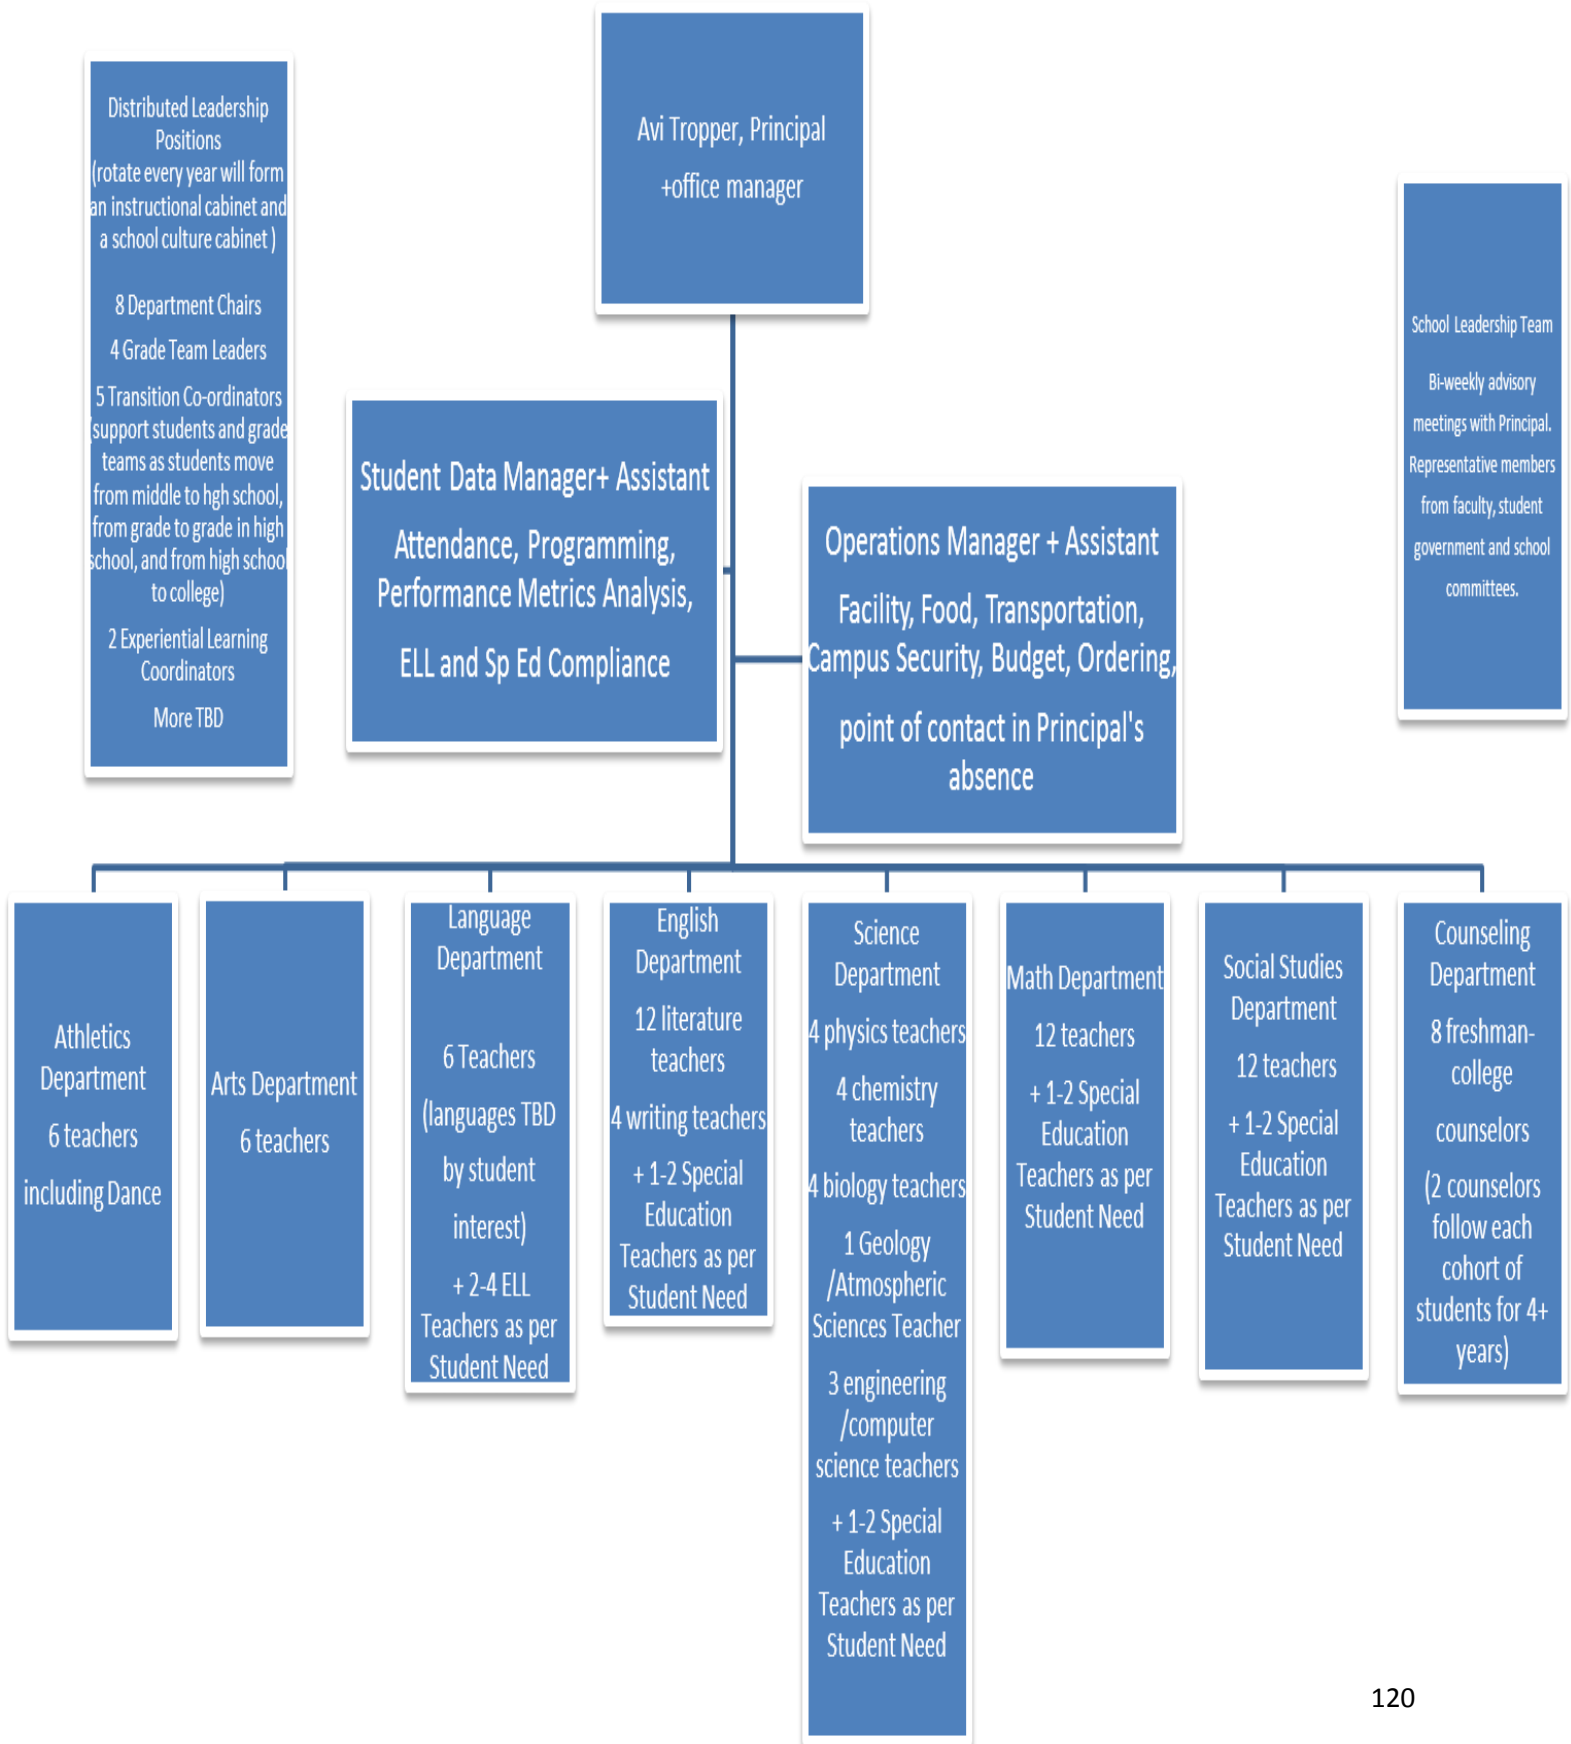 Avi Tropper, Principal
+office manager
Distributed Leadership
Positions
(rotate every year will form
an instructional cabinet and
a school culture cabinet )
8 Department Chairs
4 Grade Team Leaders
5 Transition Co-ordinators
(support students and grade
teams as students move
from middle to hgh school,
from grade to grade in high
school, and from high school
to college)
2 Experiential Learning
Coordinators
More TBD
School Leadership Team
Bi-weekly advisory
meetings with Principal.
Representative members
from faculty, student
government and school
committees.
Student Data Manager+ Assistant
Attendance, Programming,
Performance Metrics Analysis,
ELL and Sp Ed Compliance
Operations Manager + Assistant
Facility, Food, Transportation,
Campus Security, Budget, Ordering,
point of contact in Principal's
absence
Athletics
Department
6 teachers
including Dance
Arts Department
6 teachers
Language
Department
6 Teachers
(languages TBD
by student
interest)
+ 2-4 ELL
Teachers as per
Student Need
English
Department
12 literature
teachers
4 writing teachers
+ 1-2 Special
Education
Teachers as per
Student Need
Science
Department
4 physics teachers
4 chemistry
teachers
4 biology teachers
1 Geology
/Atmospheric
Sciences Teacher
3 engineering
/computer
science teachers
+ 1-2 Special
Education
Teachers as per
Student Need
Math Department
12 teachers
+ 1-2 Special
Education
Teachers as per
Student Need
Social Studies
Department
12 teachers
+ 1-2 Special
Education
Teachers as per
Student Need
Counseling
Department
8 freshman-
college
counselors
(2 counselors
follow each
cohort of
students for 4+
years)
120